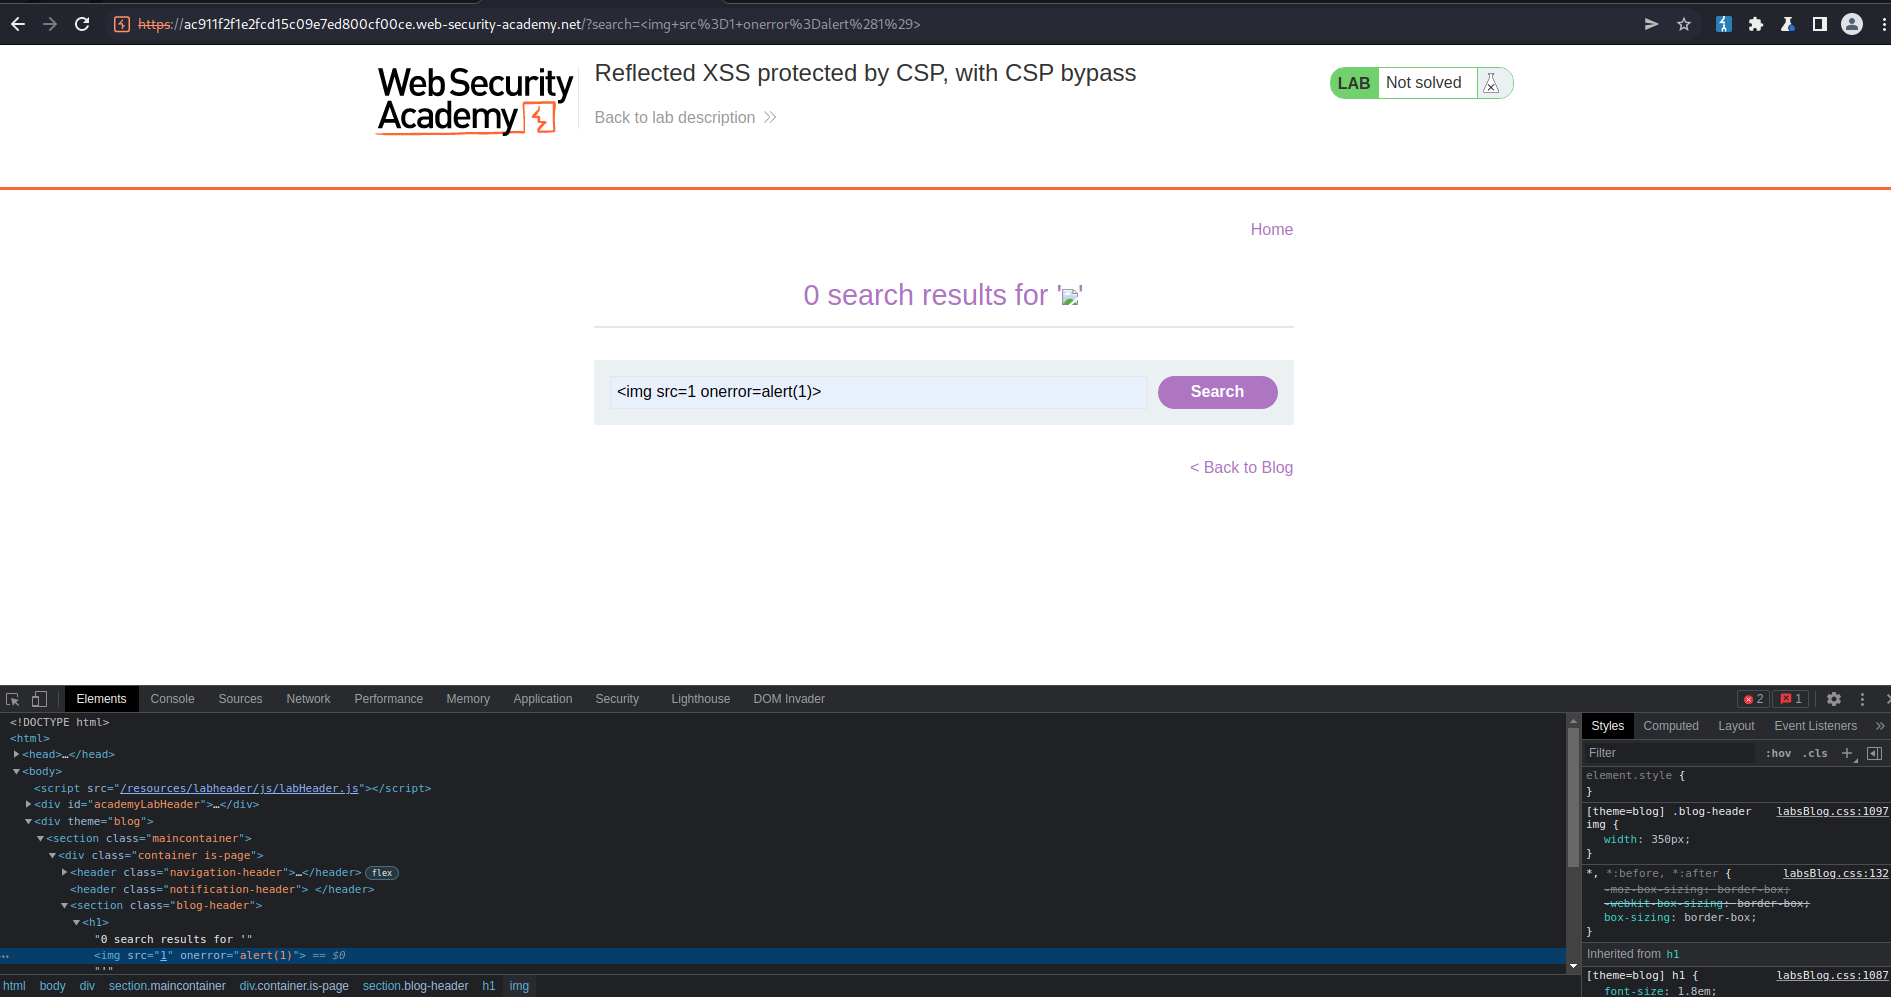 https://ac911f2f1e2fcd15c09e7ed800cf00ce.web-security-academy.net/?search=<img+src%3D1+onerror%3Dalert%281%29>
Web Security
Academy
Reflected XSS protected by CSP, with CSP bypass
Back to lab description
LAB Not solved
Home
0 search results for ''
<img src=1 onerror=alert(1)>
Search
< Back to Blog
Elements Console Sources Network Performance Memory Application Security Lighthouse DOM Invader 2 1
<!DOCTYPE html>
<html>
<head>…</head>
<body>
<script src="/resources/labheader/js/labHeader.js"></script>
<div id="academyLabHeader">…</div>
<div theme="blog">
<section class="maincontainer">
<div class="container is-page">
<header class="navigation-header">…</header> flex
<header class="notification-header"> </header>
<section class="blog-header">
<h1>
"0 search results for '"
… <img src="1" onerror="alert(1)"> == $0
"'"
html body div section.maincontainer div.container.is-page section.blog-header h1 img
Styles Computed Layout Event Listeners »
Filter :hov .cls +
element.style {
}
[theme=blog] .blog-header labsBlog.css:1097
img {
width: 350px;
}
*, *:before, *:after { labsBlog.css:132
-moz-box-sizing: border-box;
-webkit-box-sizing: border-box;
box-sizing: border-box;
}
Inherited from h1
[theme=blog] h1 { labsBlog.css:1087
font-size: 1.8em;